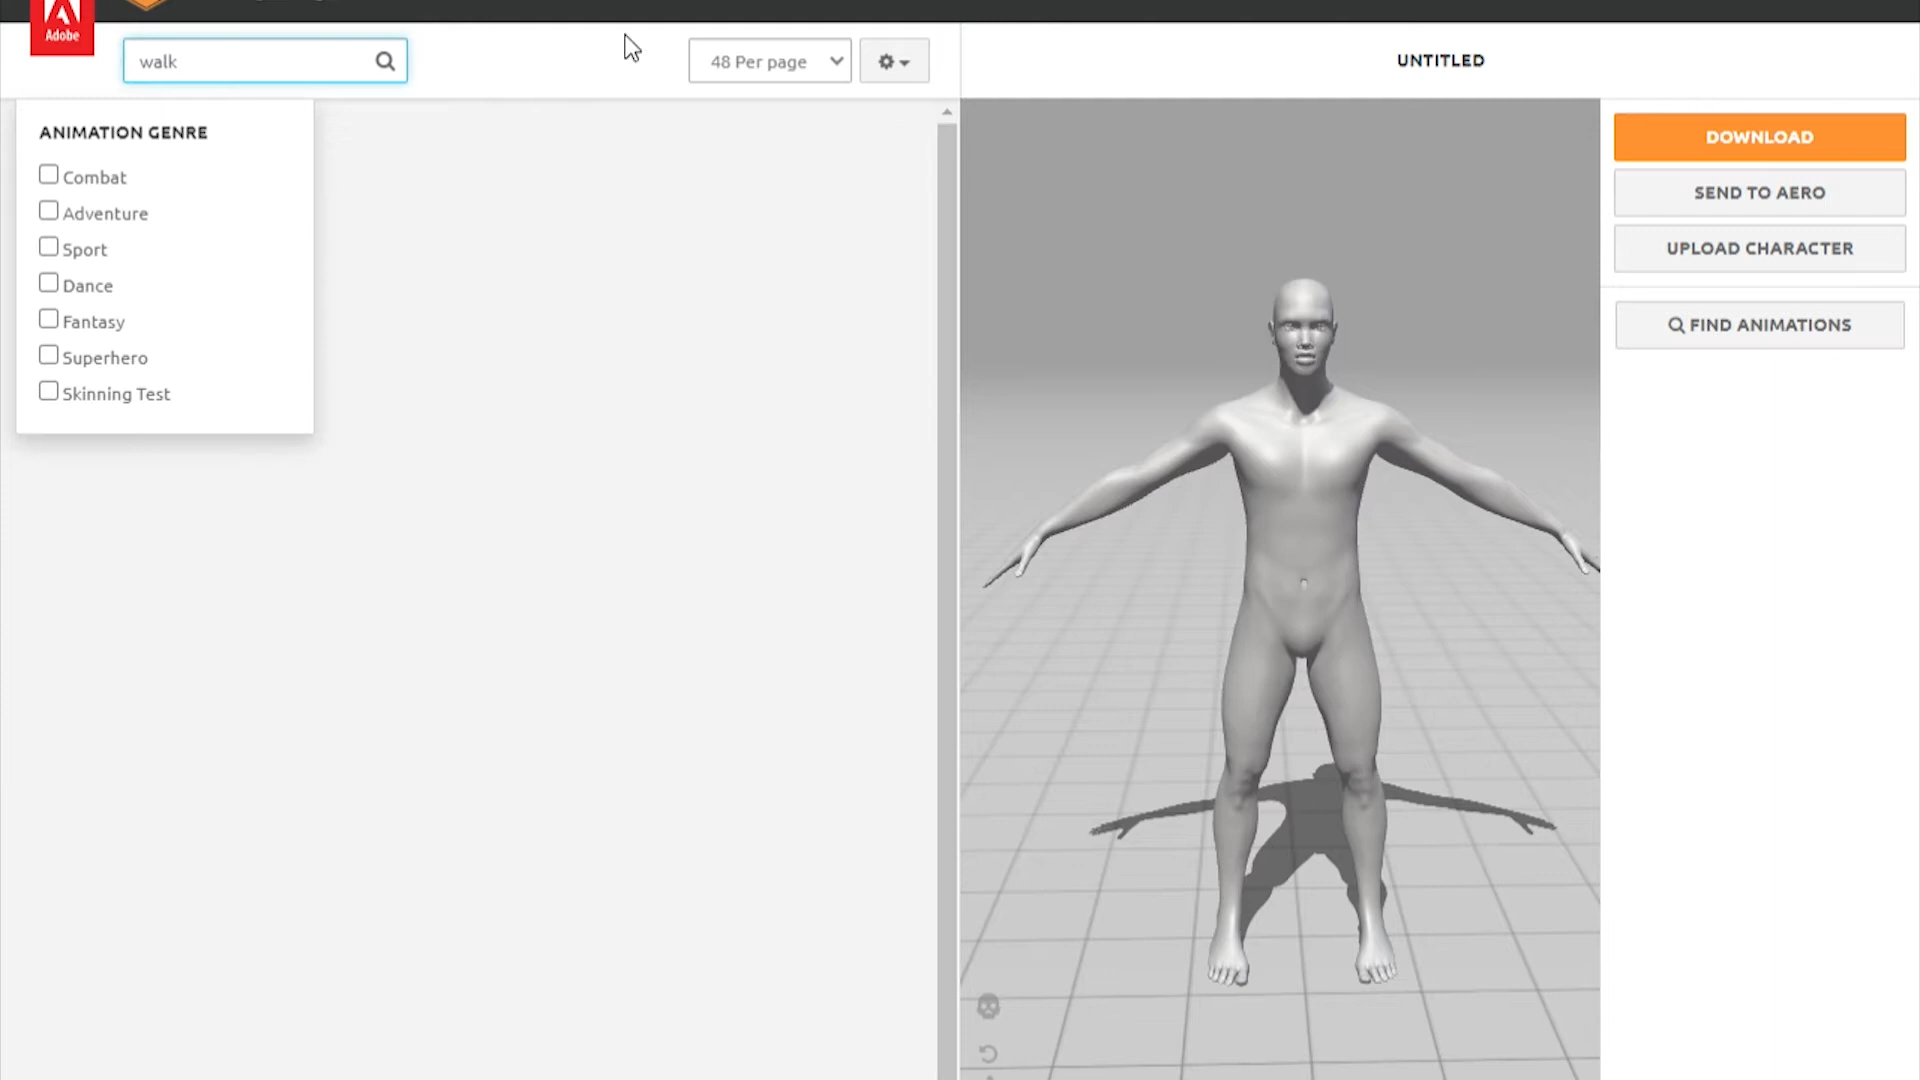 Adobe
walk
48 Per page
UNTITLED
ANIMATION GENRE
Combat
Adventure
Sport
Dance
Fantasy
Superhero
Skinning Test
DOWNLOAD
SEND TO AERO
UPLOAD CHARACTER
FIND ANIMATIONS